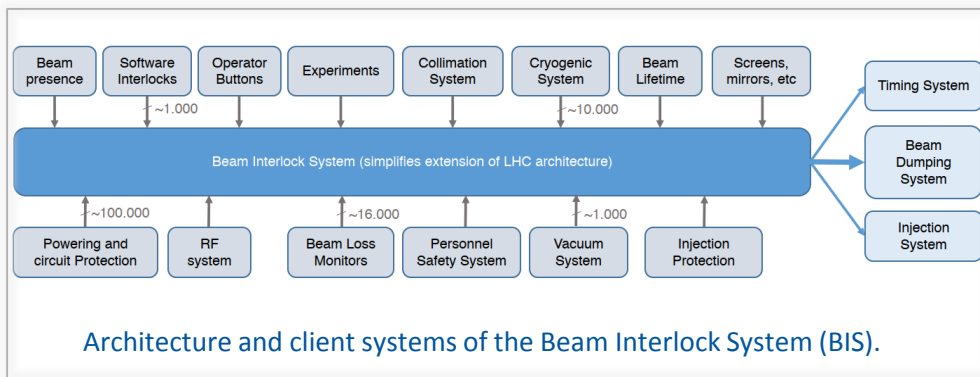 Beam
presence
Software
Interlocks
Operator
Buttons
Experiments
Collimation
System
Cryogenic
System
Beam
Lifetime
Screens,
mirrors, etc
~1.000
~10.000
Beam Interlock System (simplifies extension of LHC architecture)
Timing System
Beam
Dumping
System
Injection
System
~100.000
~16.000
~1.000
Powering and
circuit Protection
RF
system
Beam Loss
Monitors
Personnel
Safety System
Vacuum
System
Injection
Protection
Architecture and client systems of the Beam Interlock System (BIS).